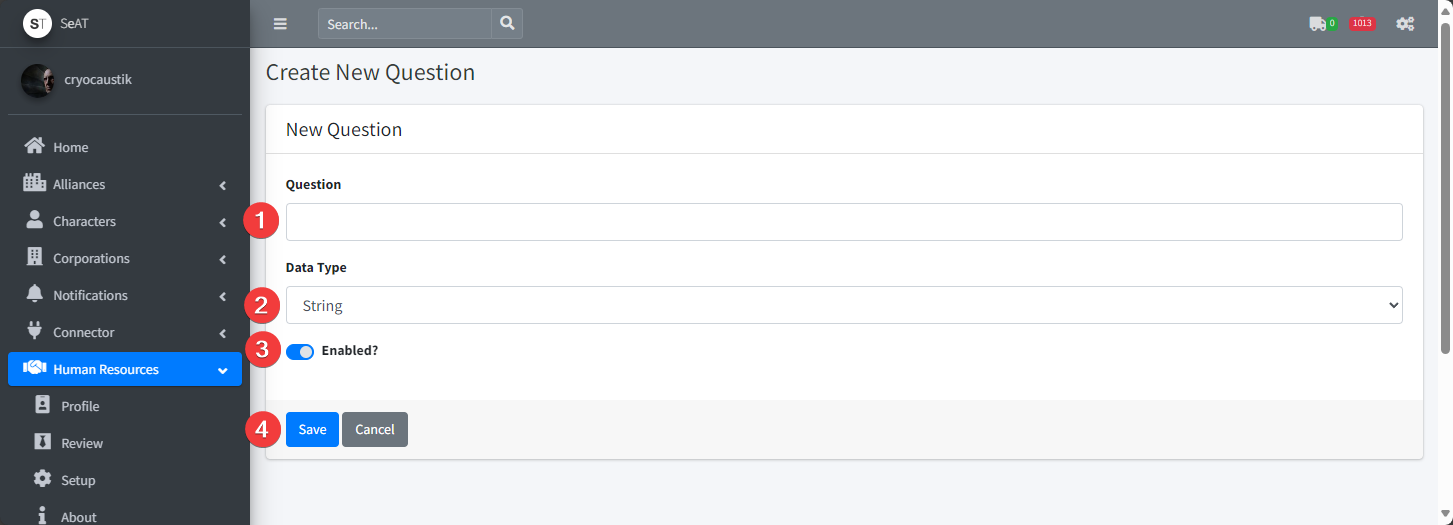 ST SeAT
Search...
0
1013
cryocaustik
Home
Alliances
Characters
Corporations
Notifications
Connector
Human Resources
Profile
Review
Setup
About
Create New Question
New Question
Question
1
Data Type
2 String
3 Enabled?
4 Save Cancel